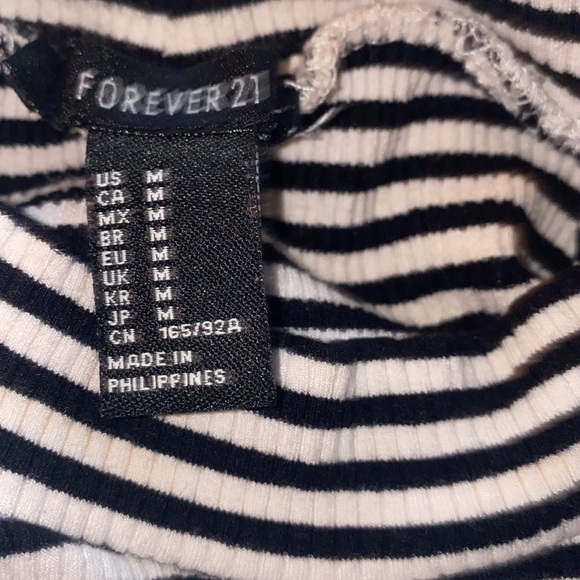 FOREVER 21
US M
CA M
MX M
BR M
EU M
UK M
KR M
JP M
CN 165/92A
MADE IN
PHILIPPINES